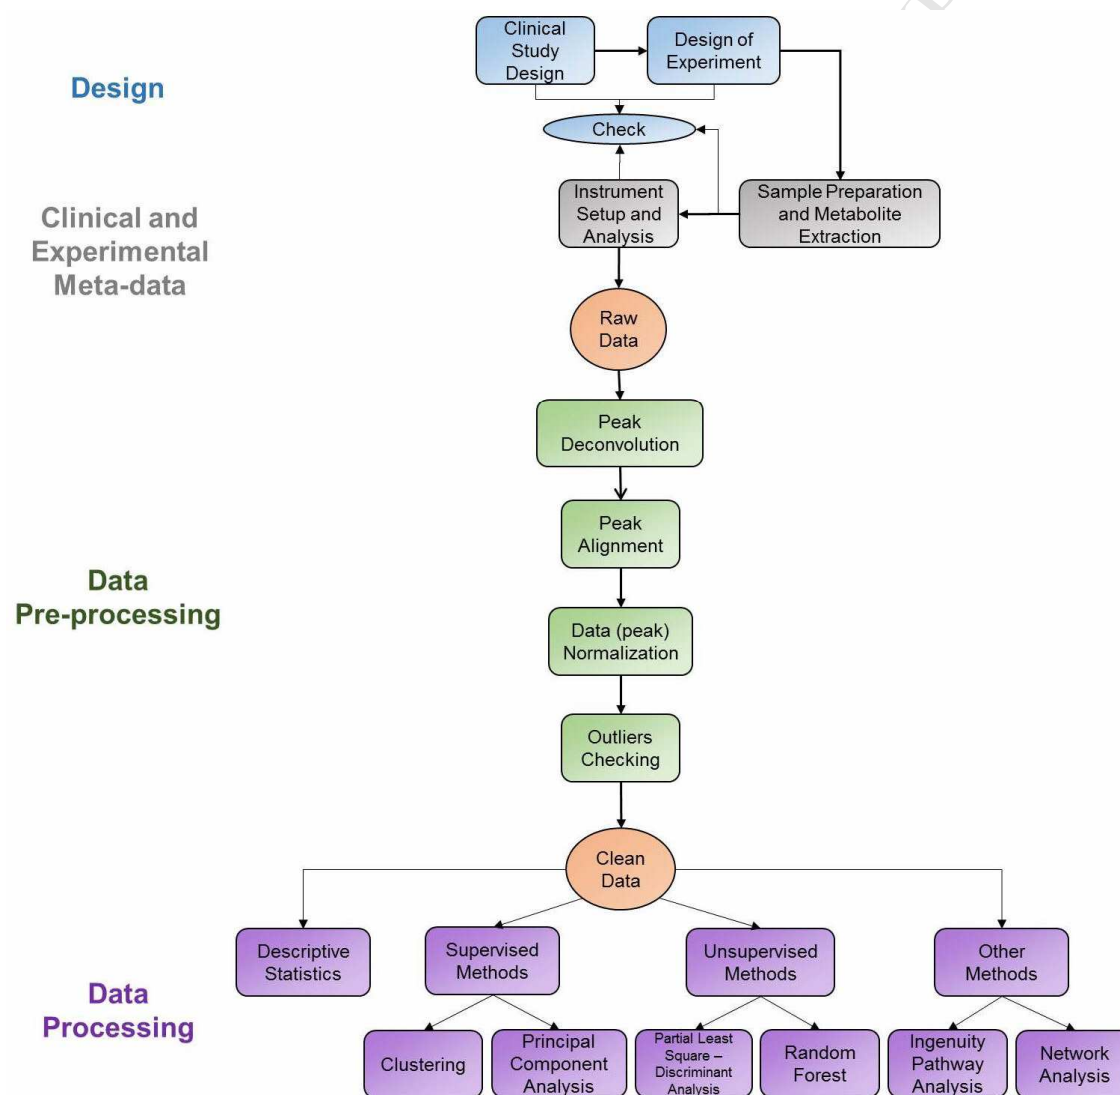 Clinical
Study
Design
Design of
Experiment
Design
Check
Clinical and
Experimental
Meta-data
Instrument
Setup and
Analysis
Sample Preparation
and Metabolite
Extraction
Raw
Data
Peak
Deconvolution
Peak
Alignment
Data
Pre-processing
Data (peak)
Normalization
Outliers
Checking
Clean
Data
Descriptive
Statistics
Supervised
Methods
Unsupervised
Methods
Other
Methods
Data
Processing
Clustering
Principal
Component
Analysis
Partial Least
Square –
Discriminant
Analysis
Random
Forest
Ingenuity
Pathway
Analysis
Network
Analysis